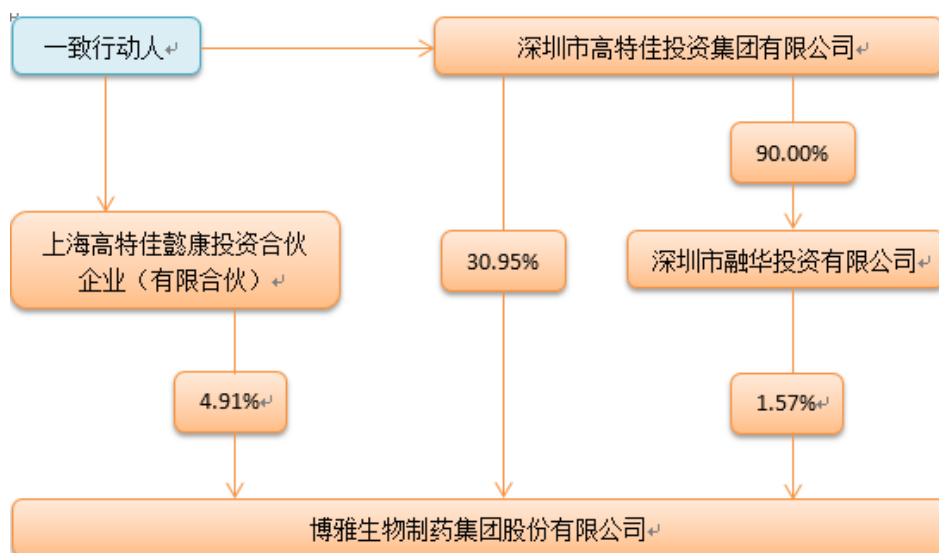 一致行动人
深圳市高特佳投资集团有限公司
90.00%
上海高特佳懿康投资合伙
企业（有限合伙）
30.95%
深圳市融华投资有限公司
4.91%
1.57%
博雅生物制药集团股份有限公司